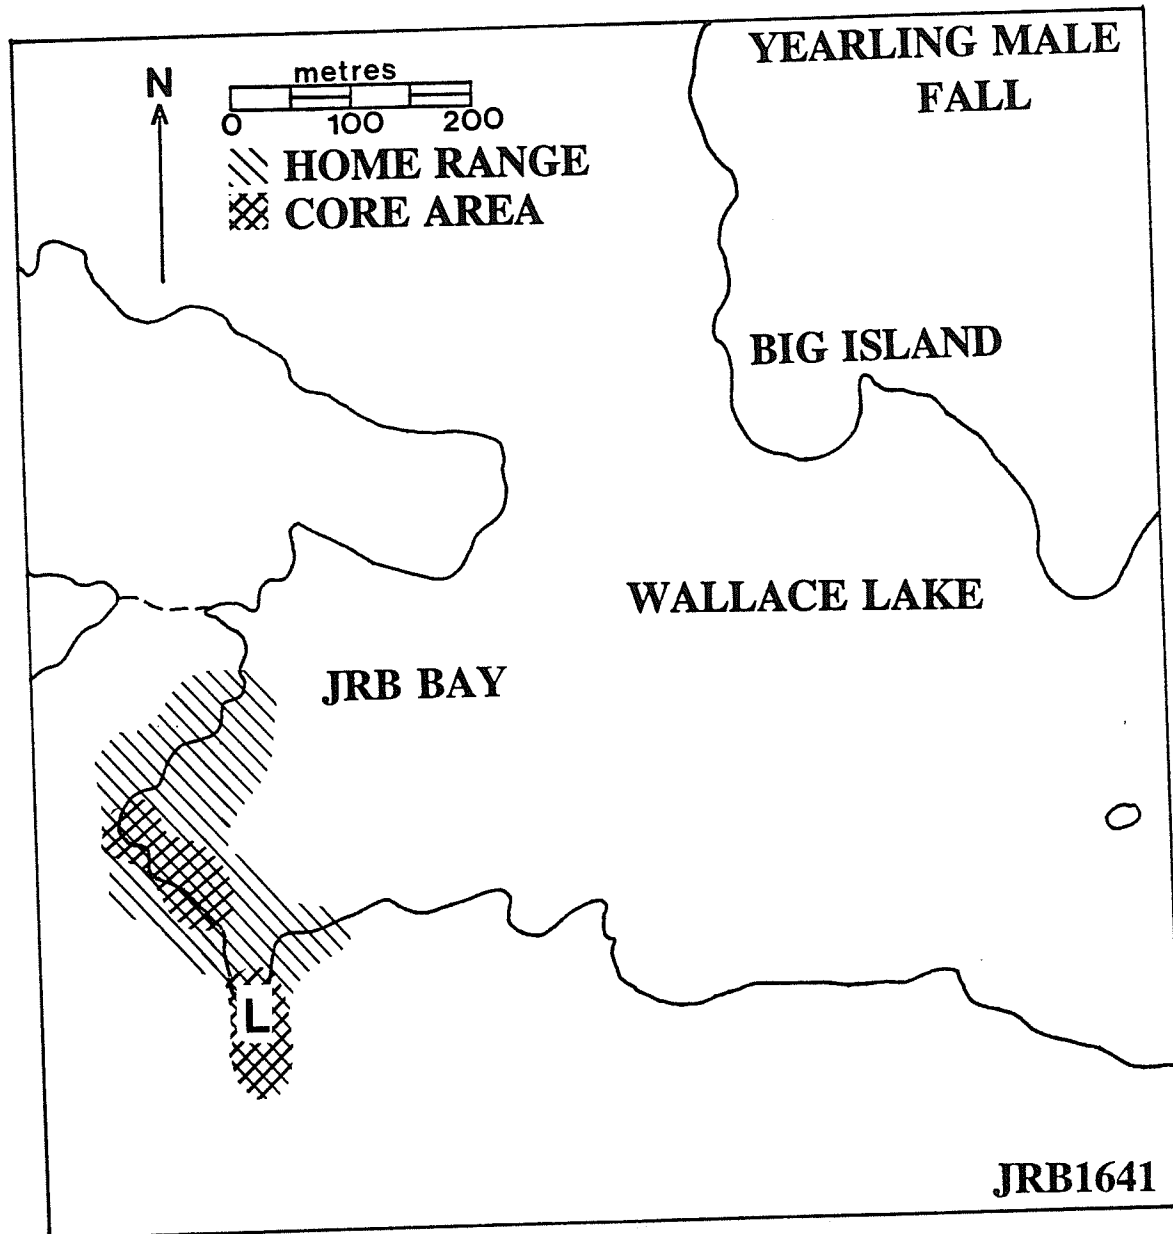 YEARLING MALE
FALL
N
metres
0 100 200
HOME RANGE
CORE AREA
BIG ISLAND
WALLACE LAKE
JRB BAY
L
JRB1641